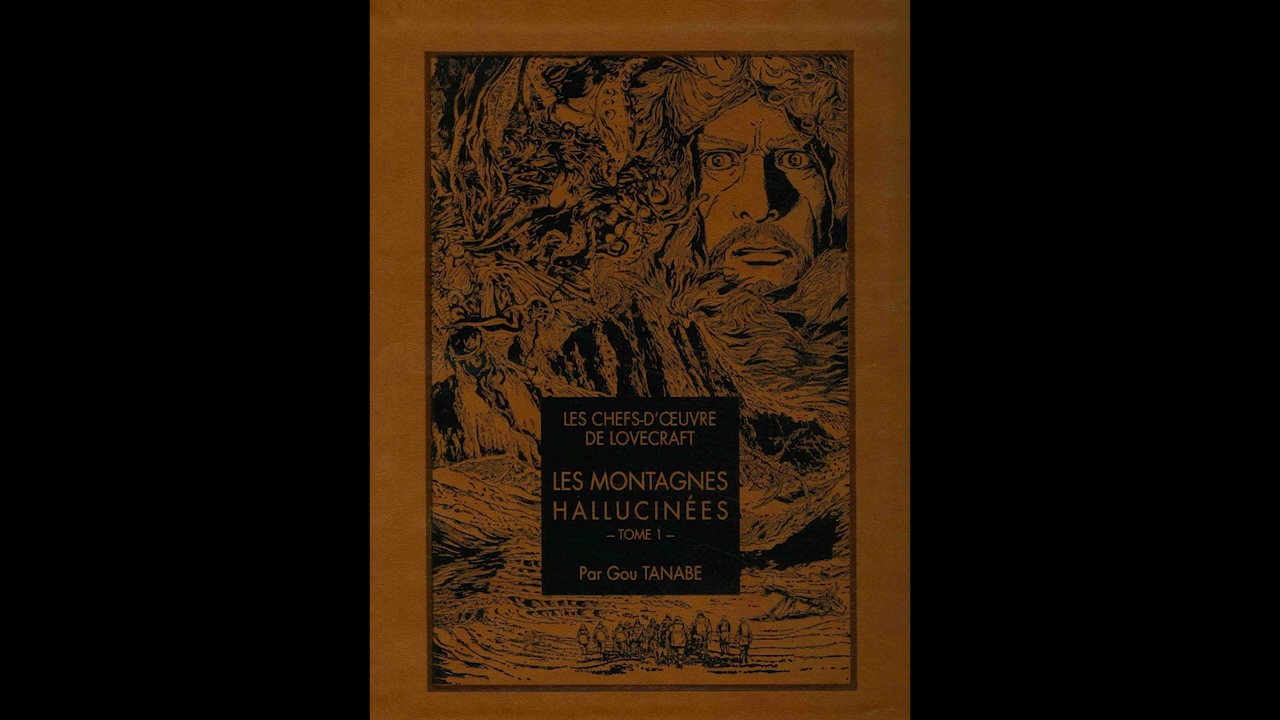 LES CHEFS-D'ŒUVRE
DE LOVECRAFT
LES MONTAGNES
HALLUCINÉES
– TOME 1 –
Par Gou TANABE